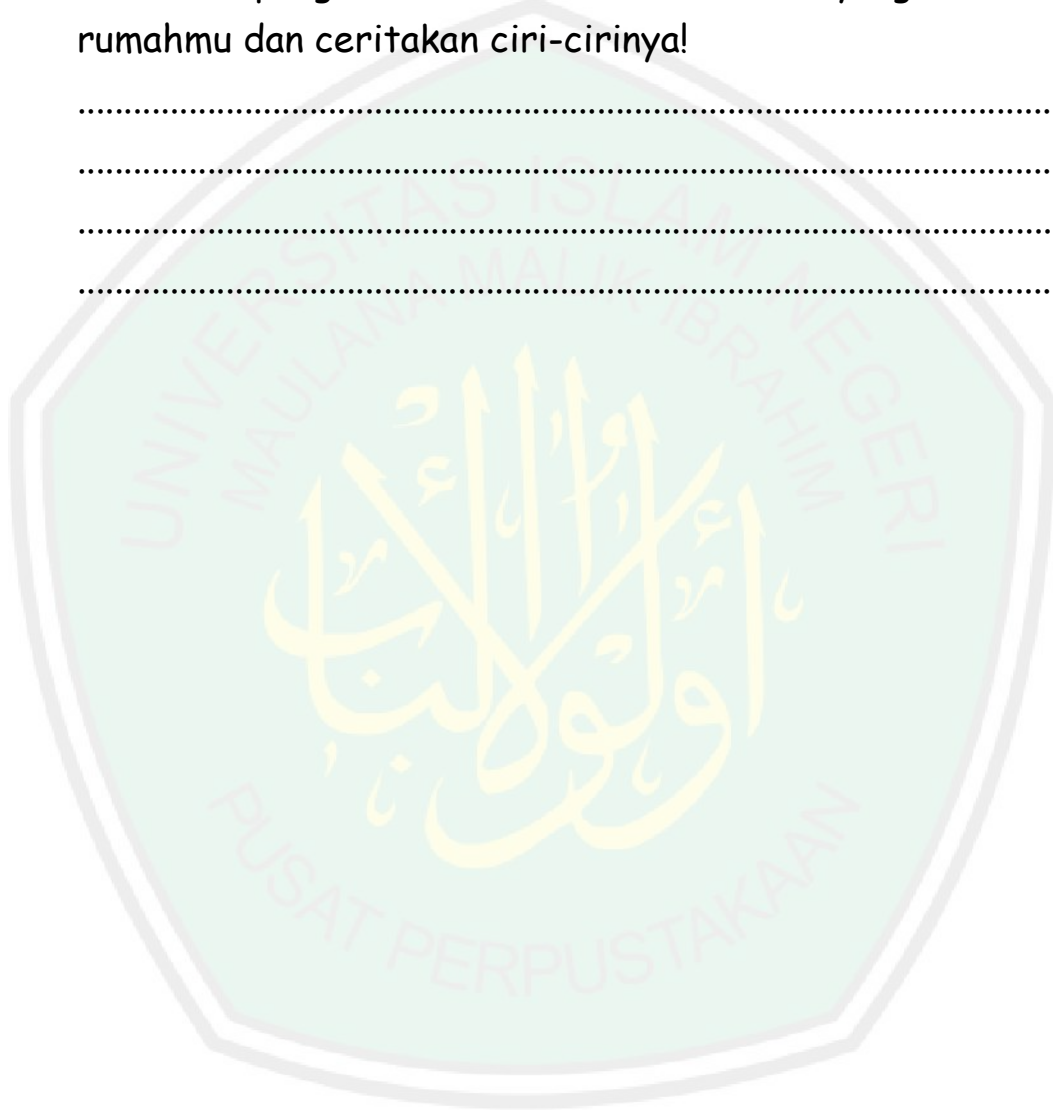 rumahmu dan ceritakan ciri-cirinya!
........................................................................................................
........................................................................................................
........................................................................................................
........................................................................................................
UNIVERSITAS ISLAM NEGERI
MAULANA MALIK IBRAHIM
أولوا الألباب
PUSAT PERPUSTAKAAN